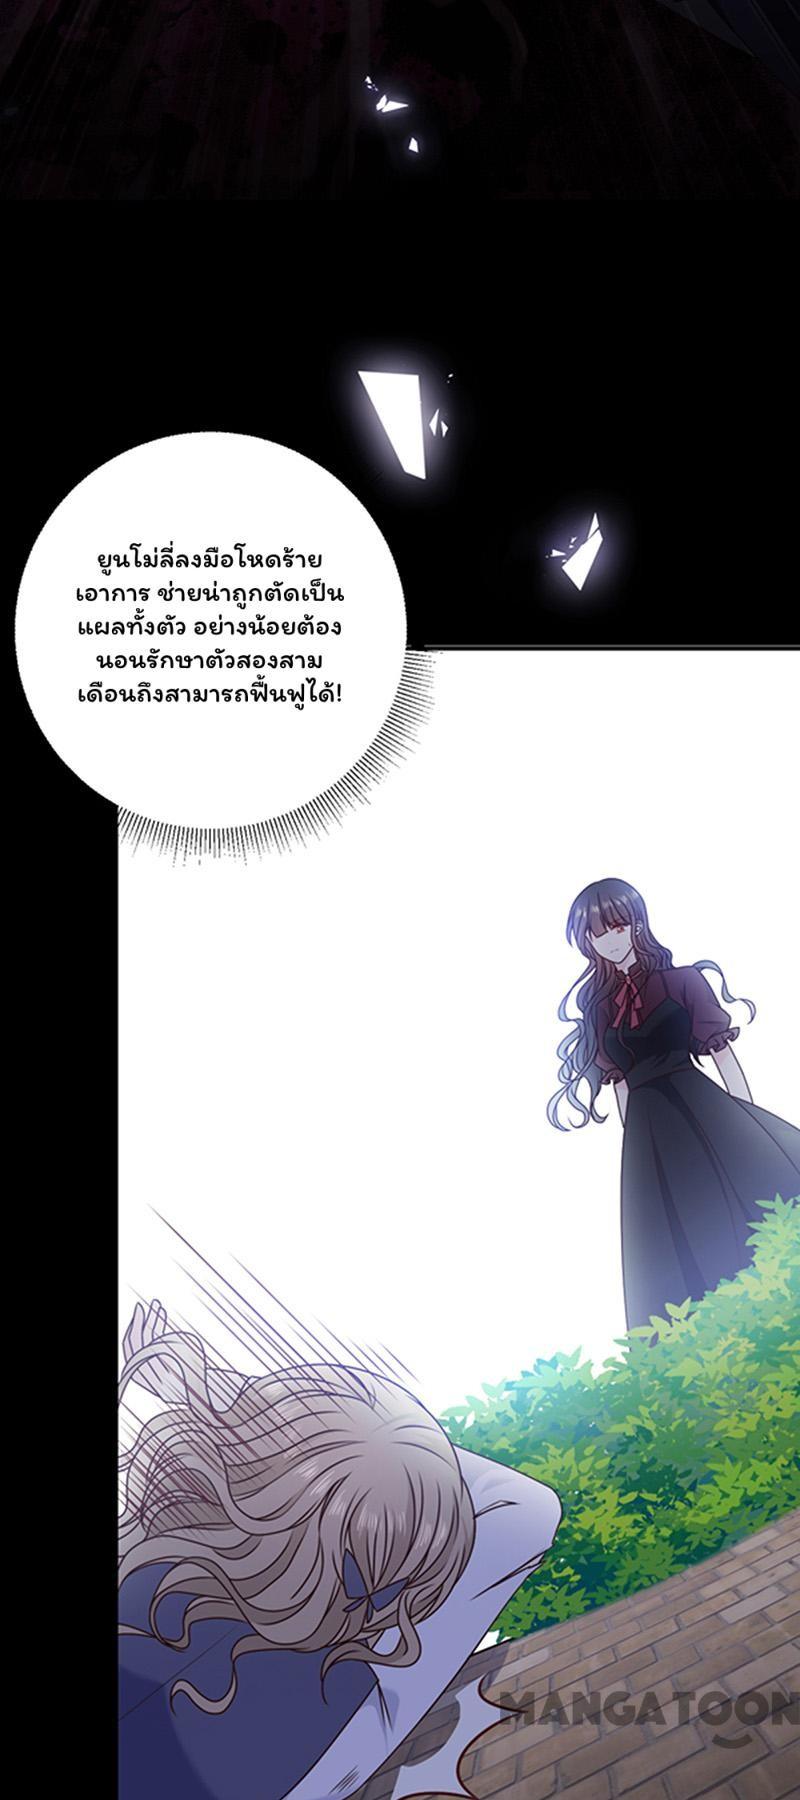 ยูนโม่ลี่ลงมือโหดร้าย
เอาการ ช่ายน่าถูกตัดเป็น
แผลทั้งตัว อย่างน้อยต้อง
นอนรักษาตัวสองสาม
เดือนถึงสามารถฟื้นฟูได้!
MANGATOON